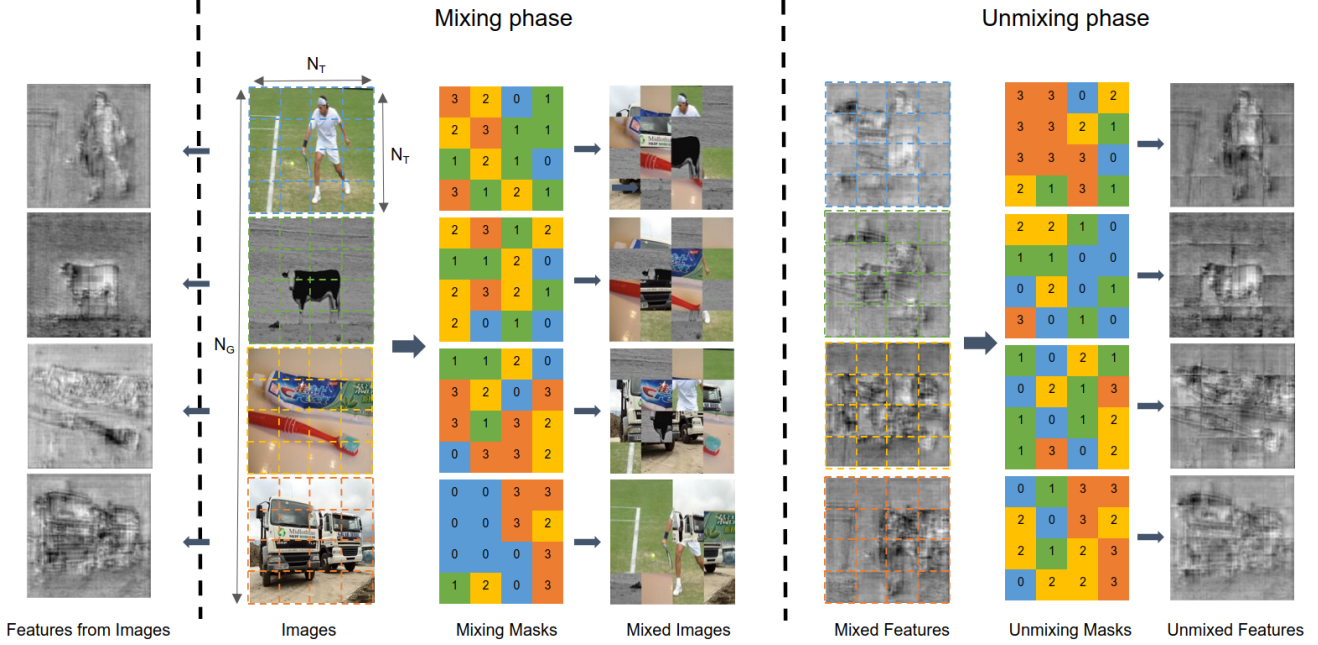 Mixing phase
Unmixing phase
N_T
N_T
N_G
3 2 0 1
2 3 1 1
1 2 1 0
3 1 2 1
2 3 1 2
1 1 2 0
2 3 2 1
2 0 1 0
1 1 2 0
3 2 0 3
3 1 3 2
0 3 3 2
0 0 3 3
0 0 3 2
0 0 0 3
1 2 0 3
3 3 0 2
3 3 2 1
3 3 3 0
2 1 3 1
2 2 1 0
1 1 0 0
0 2 0 1
3 0 1 0
1 0 2 1
0 2 1 3
1 0 1 2
1 3 0 2
0 1 3 3
2 0 3 2
2 1 2 3
0 2 2 3
Features from Images
Images
Mixing Masks
Mixed Images
Mixed Features
Unmixing Masks
Unmixed Features